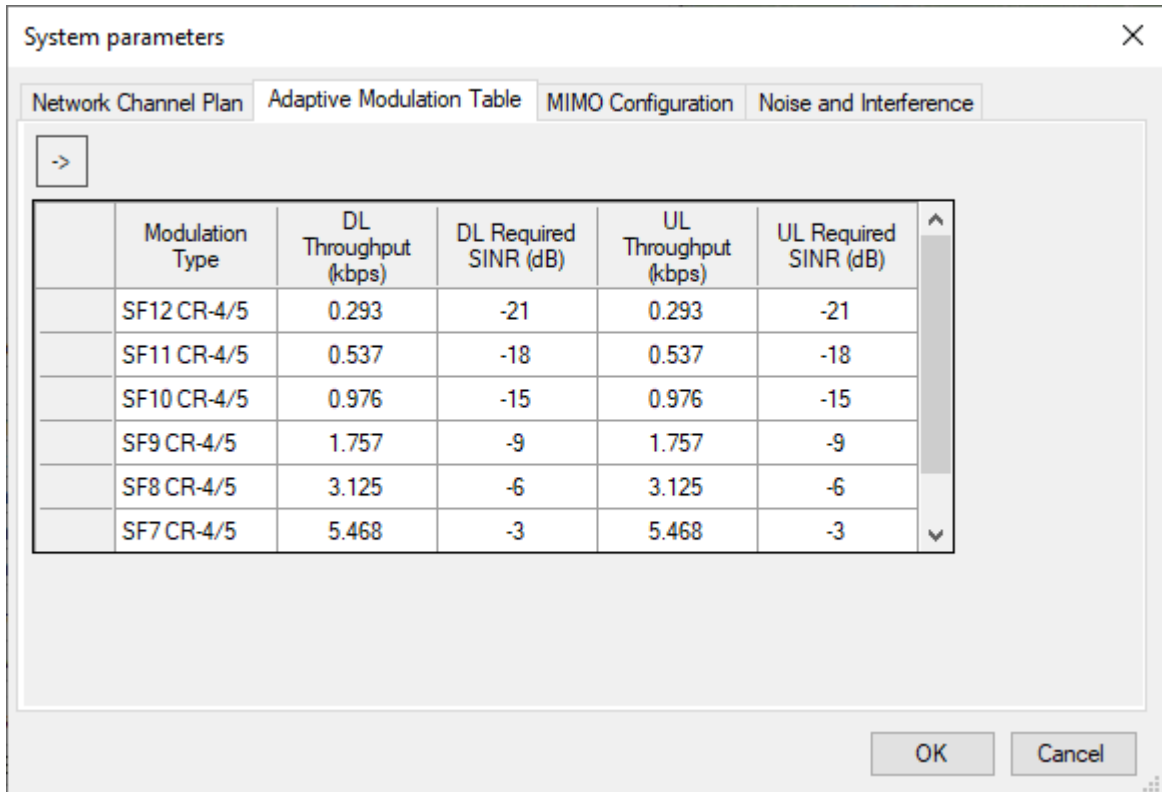 System parameters
Network Channel Plan Adaptive Modulation Table MIMO Configuration Noise and Interference
->
Modulation Type DL Throughput (kbps) DL Required SINR (dB) UL Throughput (kbps) UL Required SINR (dB)
SF12 CR-4/5 0.293 -21 0.293 -21
SF11 CR-4/5 0.537 -18 0.537 -18
SF10 CR-4/5 0.976 -15 0.976 -15
SF9 CR-4/5 1.757 -9 1.757 -9
SF8 CR-4/5 3.125 -6 3.125 -6
SF7 CR-4/5 5.468 -3 5.468 -3
OK Cancel